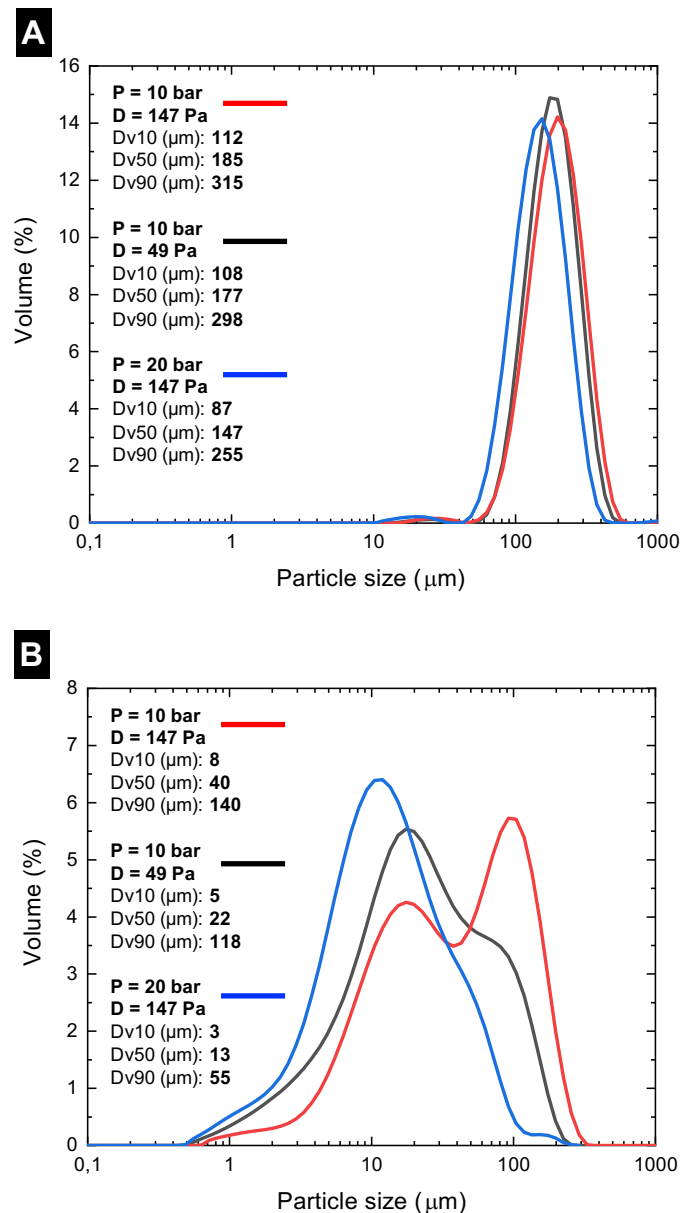 A
16
14
12
10
8
6
4
2
0
Volume (%)
P = 10 bar
D = 147 Pa
Dv10 (µm): 112
Dv50 (µm): 185
Dv90 (µm): 315
P = 10 bar
D = 49 Pa
Dv10 (µm): 108
Dv50 (µm): 177
Dv90 (µm): 298
P = 20 bar
D = 147 Pa
Dv10 (µm): 87
Dv50 (µm): 147
Dv90 (µm): 255
0,1 1 10 100 1000
Particle size (µm)
B
8
7
6
5
4
3
2
1
0
Volume (%)
P = 10 bar
D = 147 Pa
Dv10 (µm): 8
Dv50 (µm): 40
Dv90 (µm): 140
P = 10 bar
D = 49 Pa
Dv10 (µm): 5
Dv50 (µm): 22
Dv90 (µm): 118
P = 20 bar
D = 147 Pa
Dv10 (µm): 3
Dv50 (µm): 13
Dv90 (µm): 55
0,1 1 10 100 1000
Particle size (µm)